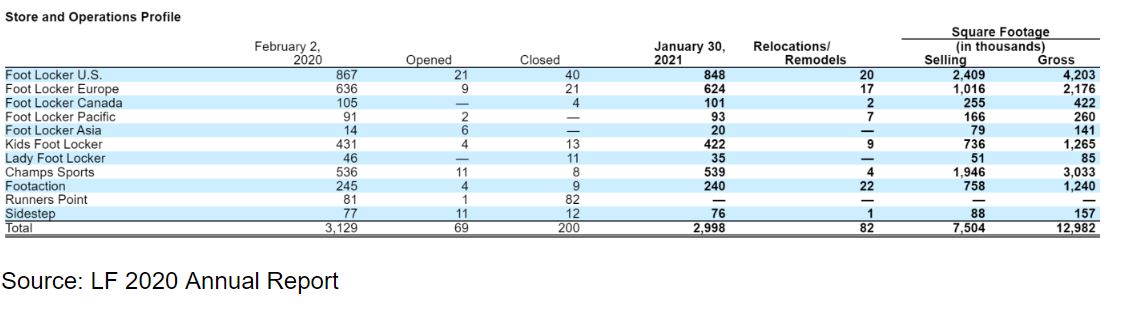 Store and Operations Profile
Square Footage
February 2, January 30, Relocations/ (in thousands)
2020 Opened Closed 2021 Remodels Selling Gross
Foot Locker U.S. 867 21 40 848 20 2,409 4,203
Foot Locker Europe 636 9 21 624 17 1,016 2,176
Foot Locker Canada 105 — 4 101 2 255 422
Foot Locker Pacific 91 2 — 93 7 166 260
Foot Locker Asia 14 6 — 20 — 79 141
Kids Foot Locker 431 4 13 422 9 736 1,265
Lady Foot Locker 46 — 11 35 — 51 85
Champs Sports 536 11 8 539 4 1,946 3,033
Footaction 245 4 9 240 22 758 1,240
Runners Point 81 1 82 — — — —
Sidestep 77 11 12 76 1 88 157
Total 3,129 69 200 2,998 82 7,504 12,982
Source: LF 2020 Annual Report